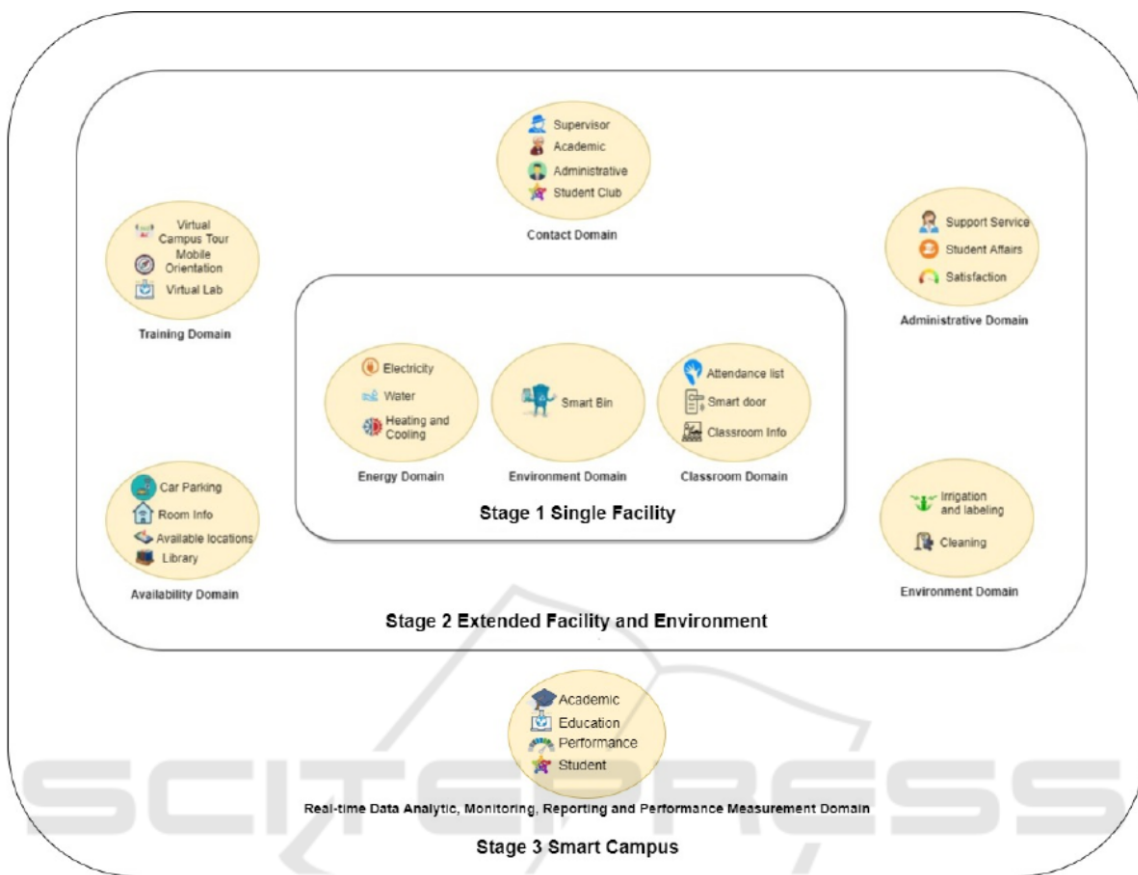 Supervisor
Academic
Administrative
Student Club
Contact Domain
Virtual
Campus Tour
Mobile
Orientation
Virtual Lab
Training Domain
Support Service
Student Affairs
Satisfaction
Administrative Domain
Electricity
Water
Heating and
Cooling
Energy Domain
Smart Bin
Environment Domain
Attendance list
Smart door
Classroom Info
Classroom Domain
Stage 1 Single Facility
Car Parking
Room Info
Available locations
Library
Availability Domain
Irrigation
and labeling
Cleaning
Environment Domain
Stage 2 Extended Facility and Environment
Academic
Education
Performance
Student
Real-time Data Analytic, Monitoring, Reporting and Performance Measurement Domain
Stage 3 Smart Campus
SCITEPRESS